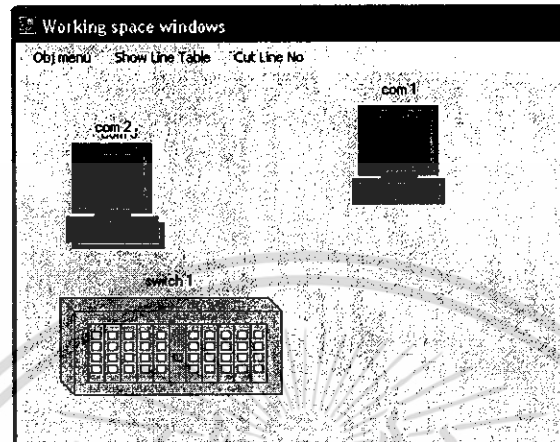 Working space windows
Obj menu Show Line Table Cut Line No
com 1
com 2
switch 1